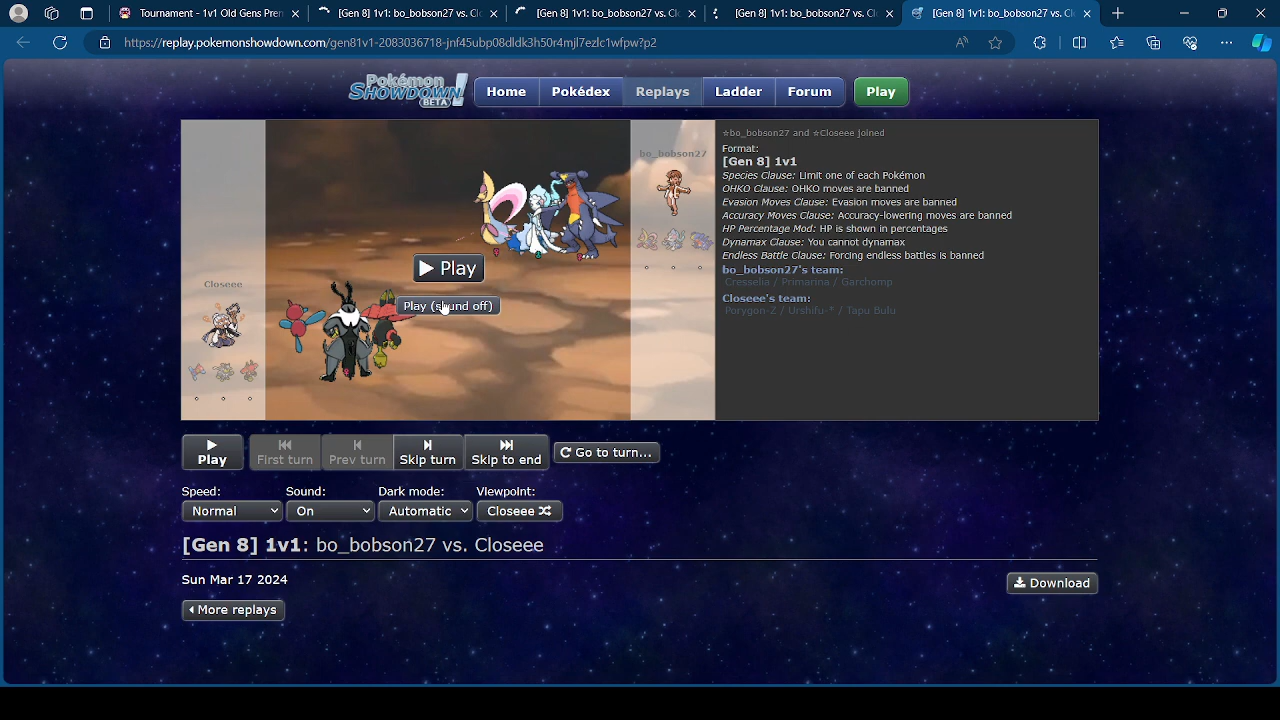 Tournament - 1v1 Old Gens Pren
[Gen 8] 1v1: bo_bobson27 vs. Cl
[Gen 8] 1v1: bo_bobson27 vs. Cl
[Gen 8] 1v1: bo_bobson27 vs. Cl
[Gen 8] 1v1: bo_bobson27 vs. Cl
https://replay.pokemonshowdown.com/gen81v1-2083036718-jnf45ubp08dldk3h50r4mjl7ezlc1wfpw?p2
Pokémon
SHOWDOWN!
BETA
Home
Pokédex
Replays
Ladder
Forum
Play
Closeee
Play
Play (sound off)
bo_bobson27
☆bo_bobson27 and ☆Closeee joined
Format:
[Gen 8] 1v1
Species Clause: Limit one of each Pokémon
OHKO Clause: OHKO moves are banned
Evasion Moves Clause: Evasion moves are banned
Accuracy Moves Clause: Accuracy-lowering moves are banned
HP Percentage Mod: HP is shown in percentages
Dynamax Clause: You cannot dynamax
Endless Battle Clause: Forcing endless battles is banned
bo_bobson27's team:
Cresselia / Primarina / Garchomp
Closeee's team:
Porygon-Z / Urshifu-* / Tapu Bulu
Play
First turn
Prev turn
Skip turn
Skip to end
Go to turn...
Speed:
Sound:
Dark mode:
Viewpoint:
Normal
On
Automatic
Closeee
[Gen 8] 1v1: bo_bobson27 vs. Closeee
Sun Mar 17 2024
Download
More replays